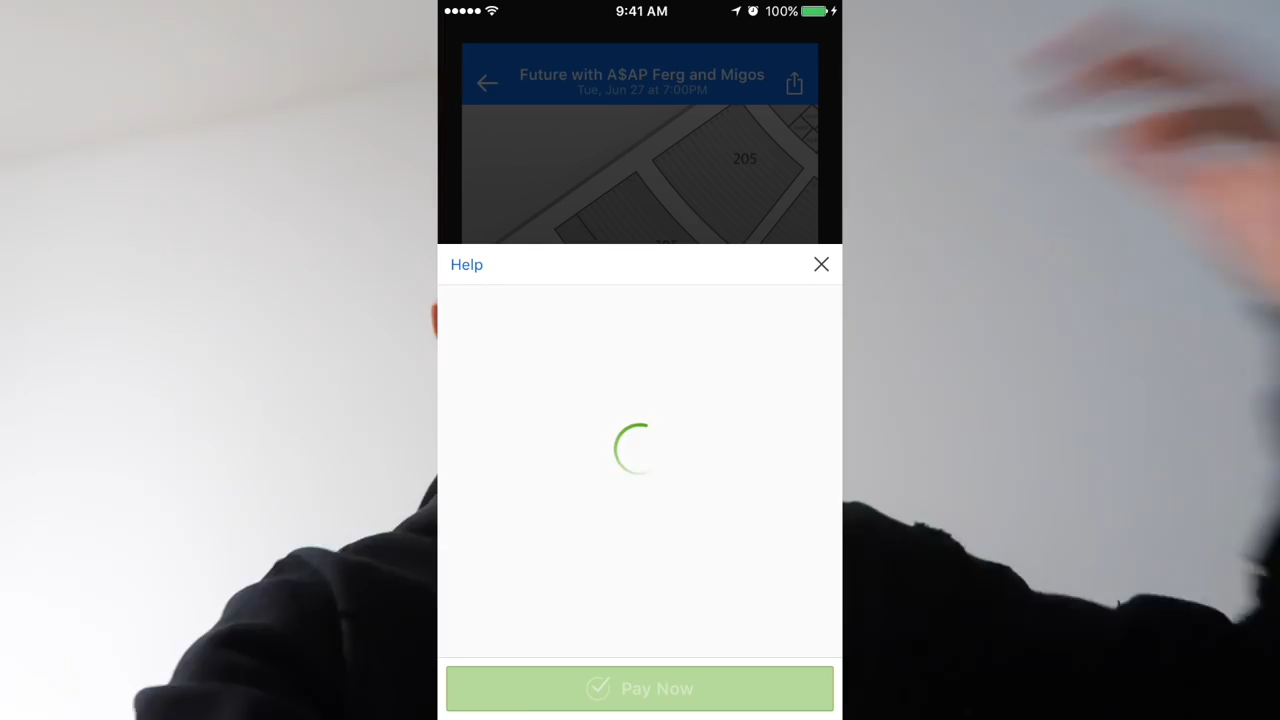 9:41 AM
100%
Future with A$AP Ferg and Migos
Tue, Jun 27 at 7:00PM
205
Help
Pay Now